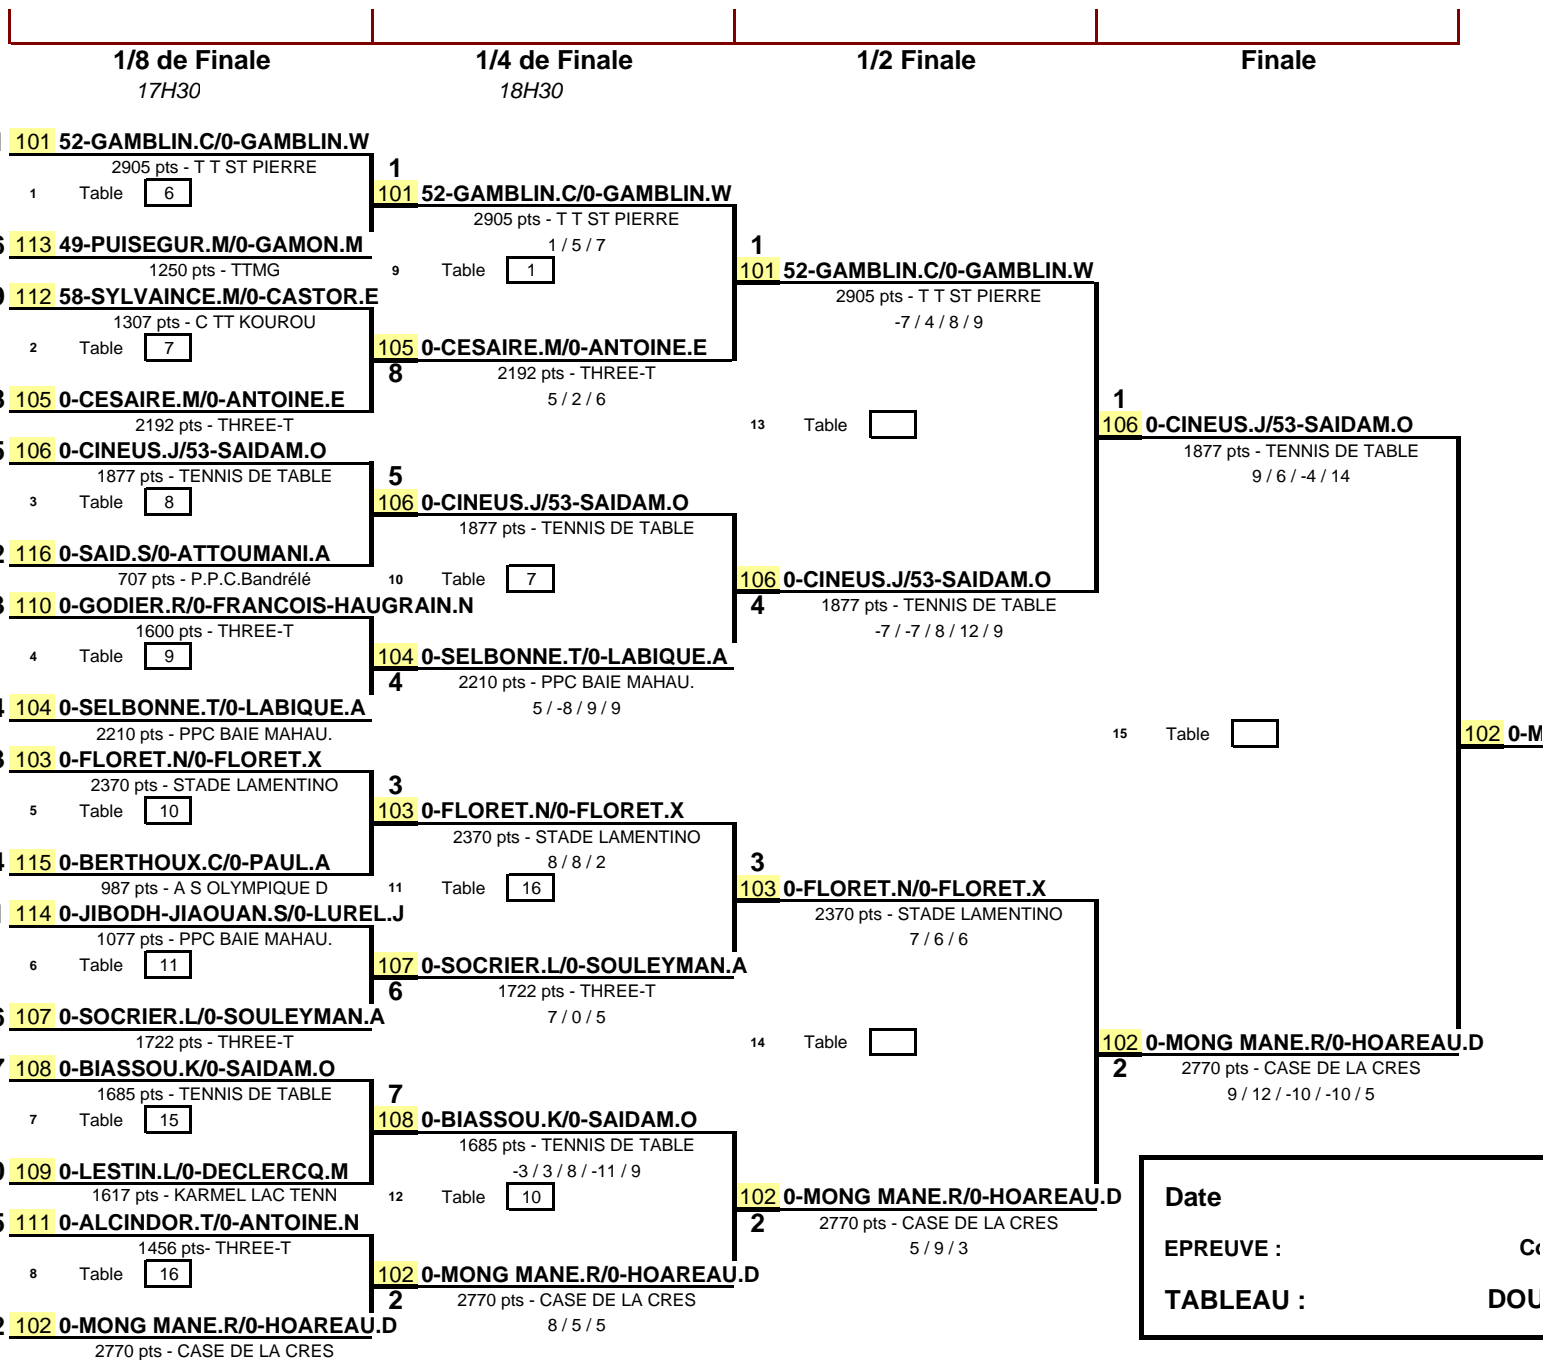 1/8 de Finale
1/4 de Finale
1/2 Finale
Finale
17H30
18H30
101 52-GAMBLIN.C/0-GAMBLIN.W
2905 pts - T T ST PIERRE
1 Table 6
113 49-PUISEGUR.M/0-GAMON.M
1250 pts - TTMG
112 58-SYLVAINCE.M/0-CASTOR.E
1307 pts - C TT KOUROU
2 Table 7
105 0-CESAIRE.M/0-ANTOINE.E
2192 pts - THREE-T
106 0-CINEUS.J/53-SAIDAM.O
1877 pts - TENNIS DE TABLE
3 Table 8
116 0-SAID.S/0-ATTOUMANI.A
707 pts - P.P.C.Bandrélé
110 0-GODIER.R/0-FRANCOIS-HAUGRAIN.N
1600 pts - THREE-T
4 Table 9
104 0-SELBONNE.T/0-LABIQUE.A
2210 pts - PPC BAIE MAHAU.
103 0-FLORET.N/0-FLORET.X
2370 pts - STADE LAMENTINO
5 Table 10
115 0-BERTHOUX.C/0-PAUL.A
987 pts - A S OLYMPIQUE D
114 0-JIBODH-JIAOUAN.S/0-LUREL.J
1077 pts - PPC BAIE MAHAU.
6 Table 11
107 0-SOCRIER.L/0-SOULEYMAN.A
1722 pts - THREE-T
108 0-BIASSOU.K/0-SAIDAM.O
1685 pts - TENNIS DE TABLE
7 Table 15
109 0-LESTIN.L/0-DECLERCQ.M
1617 pts - KARMEL LAC TENN
111 0-ALCINDOR.T/0-ANTOINE.N
1456 pts- THREE-T
8 Table 16
2 102 0-MONG MANE.R/0-HOAREAU.D
2770 pts - CASE DE LA CRES
1
101 52-GAMBLIN.C/0-GAMBLIN.W
2905 pts - T T ST PIERRE
1 / 5 / 7
9 Table 1
105 0-CESAIRE.M/0-ANTOINE.E
8
2192 pts - THREE-T
5 / 2 / 6
5
106 0-CINEUS.J/53-SAIDAM.O
1877 pts - TENNIS DE TABLE
10 Table 7
104 0-SELBONNE.T/0-LABIQUE.A
4
2210 pts - PPC BAIE MAHAU.
5 / -8 / 9 / 9
3
103 0-FLORET.N/0-FLORET.X
2370 pts - STADE LAMENTINO
8 / 8 / 2
11 Table 16
107 0-SOCRIER.L/0-SOULEYMAN.A
6
1722 pts - THREE-T
7 / 0 / 5
7
108 0-BIASSOU.K/0-SAIDAM.O
1685 pts - TENNIS DE TABLE
-3 / 3 / 8 / -11 / 9
12 Table 10
102 0-MONG MANE.R/0-HOAREAU.D
2
2770 pts - CASE DE LA CRES
8 / 5 / 5
1
101 52-GAMBLIN.C/0-GAMBLIN.W
2905 pts - T T ST PIERRE
-7 / 4 / 8 / 9
13 Table
106 0-CINEUS.J/53-SAIDAM.O
4
1877 pts - TENNIS DE TABLE
-7 / -7 / 8 / 12 / 9
3
103 0-FLORET.N/0-FLORET.X
2370 pts - STADE LAMENTINO
7 / 6 / 6
14 Table
102 0-MONG MANE.R/0-HOAREAU.D
2
2770 pts - CASE DE LA CRES
5 / 9 / 3
1
106 0-CINEUS.J/53-SAIDAM.O
1877 pts - TENNIS DE TABLE
9 / 6 / -4 / 14
15 Table
102 0-MONG MANE.R/0-HOAREAU.D
2
2770 pts - CASE DE LA CRES
9 / 12 / -10 / -10 / 5
102 0-M
Date
EPREUVE :
TABLEAU : DOU